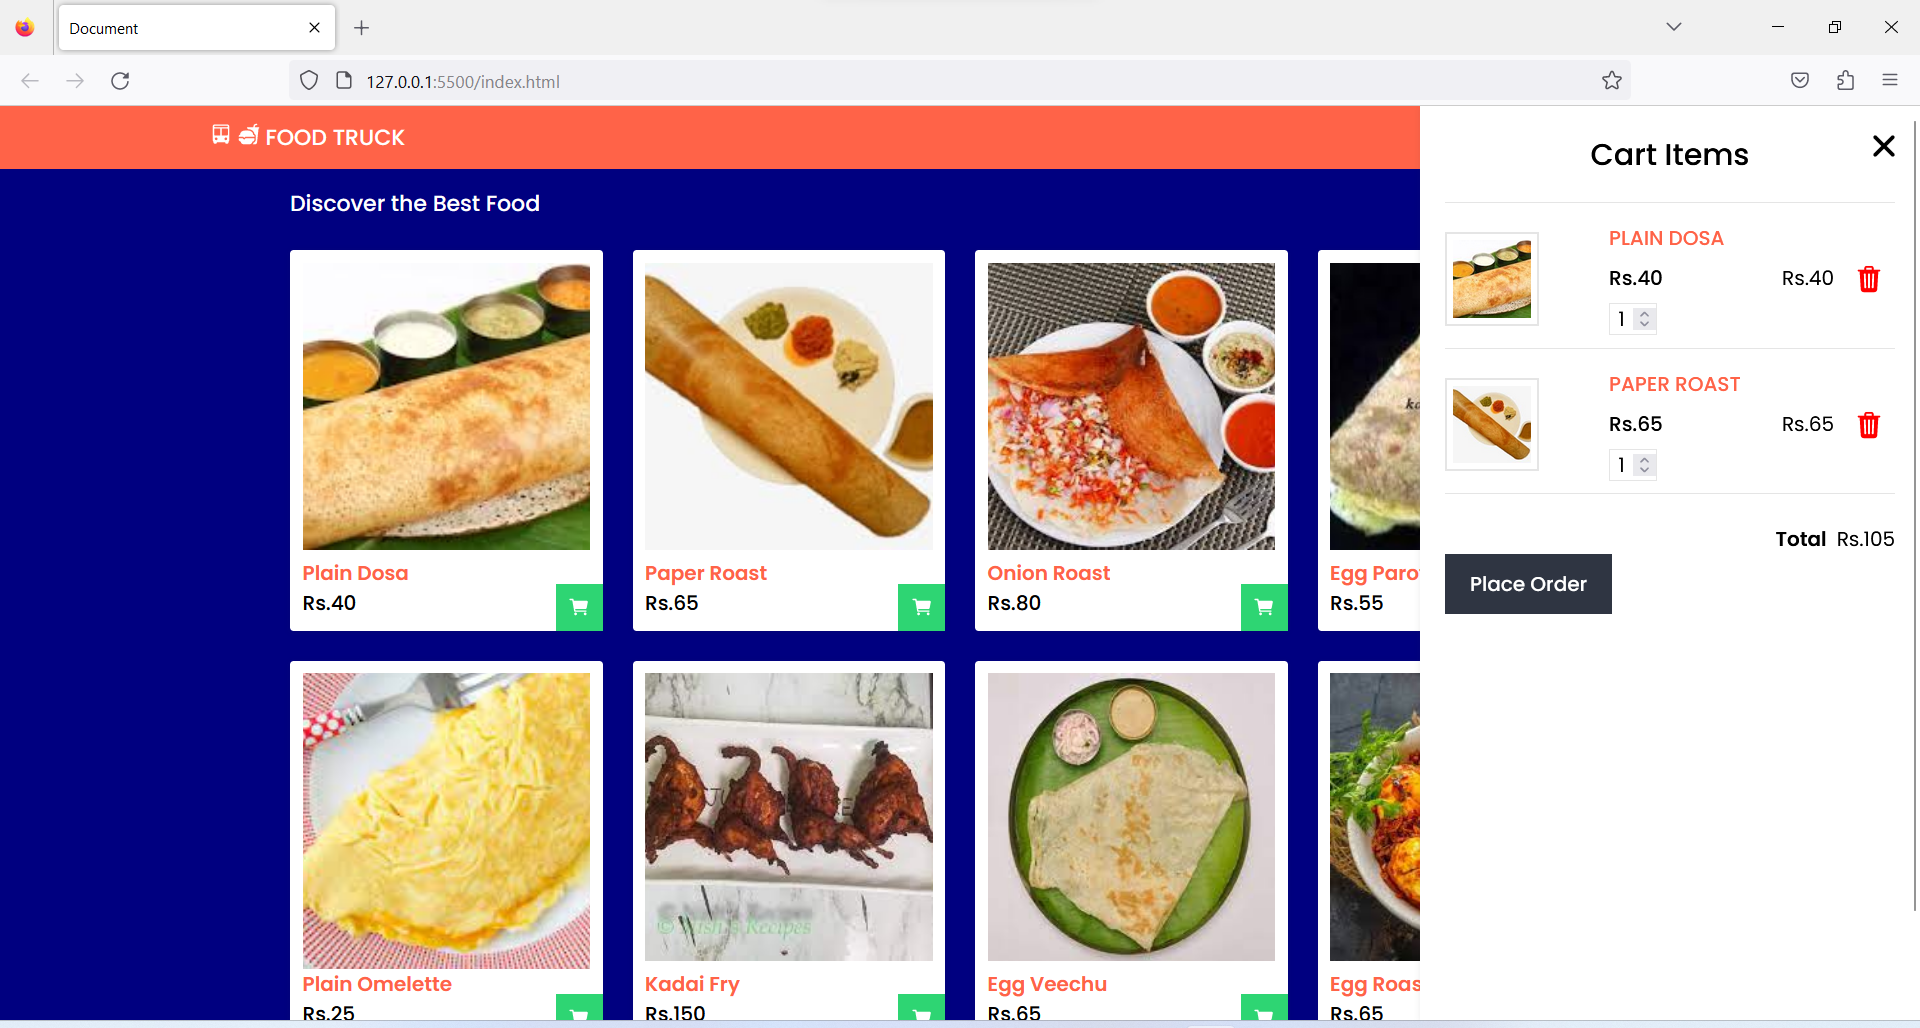 Document
127.0.0.1:5500/index.html
FOOD TRUCK
Discover the Best Food
Plain Dosa
Rs.40
Paper Roast
Rs.65
Onion Roast
Rs.80
Egg Paro
Rs.55
Plain Omelette
Rs.25
Kadai Fry
Rs.150
Egg Veechu
Rs.65
Egg Roas
Rs.65
Cart Items
PLAIN DOSA
Rs.40 Rs.40
1
PAPER ROAST
Rs.65 Rs.65
1
Total Rs.105
Place Order